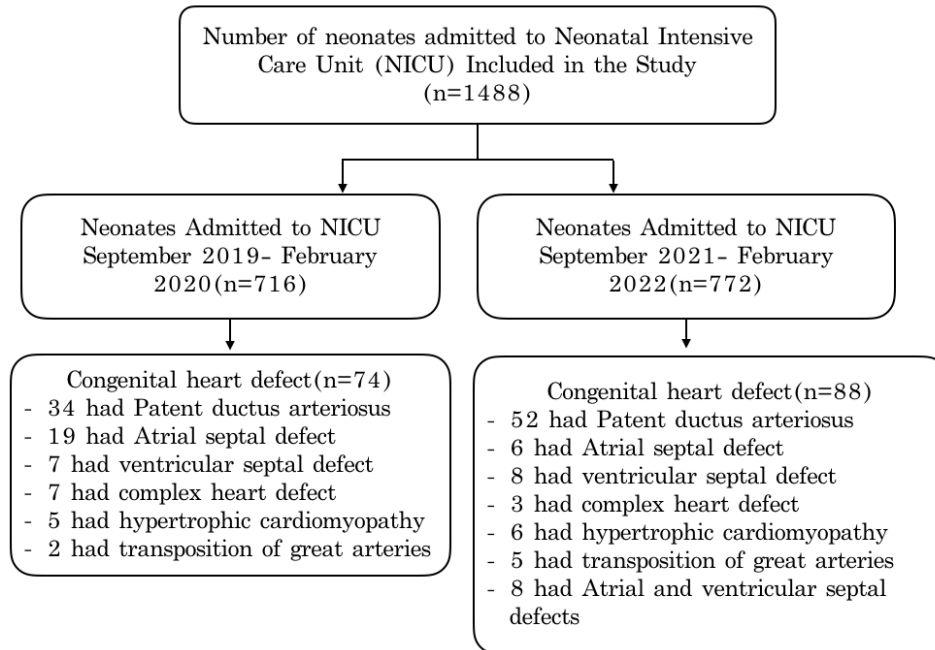 Number of neonates admitted to Neonatal Intensive
Care Unit (NICU) Included in the Study
(n=1488)
Neonates Admitted to NICU
September 2019- February
2020(n=716)
Neonates Admitted to NICU
September 2021- February
2022(n=772)
Congenital heart defect(n=74)
- 34 had Patent ductus arteriosus
- 19 had Atrial septal defect
- 7 had ventricular septal defect
- 7 had complex heart defect
- 5 had hypertrophic cardiomyopathy
- 2 had transposition of great arteries
Congenital heart defect(n=88)
- 52 had Patent ductus arteriosus
- 6 had Atrial septal defect
- 8 had ventricular septal defect
- 3 had complex heart defect
- 6 had hypertrophic cardiomyopathy
- 5 had transposition of great arteries
- 8 had Atrial and ventricular septal
defects